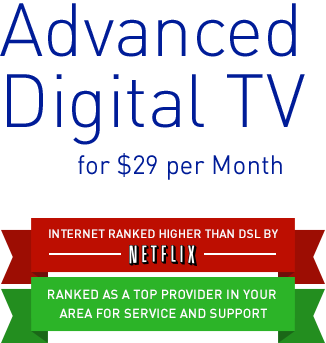 Advanced
Digital TV
for $29 per Month
INTERNET RANKED HIGHER THAN DSL BY
NETFLIX
RANKED AS A TOP PROVIDER IN YOUR
AREA FOR SERVICE AND SUPPORT